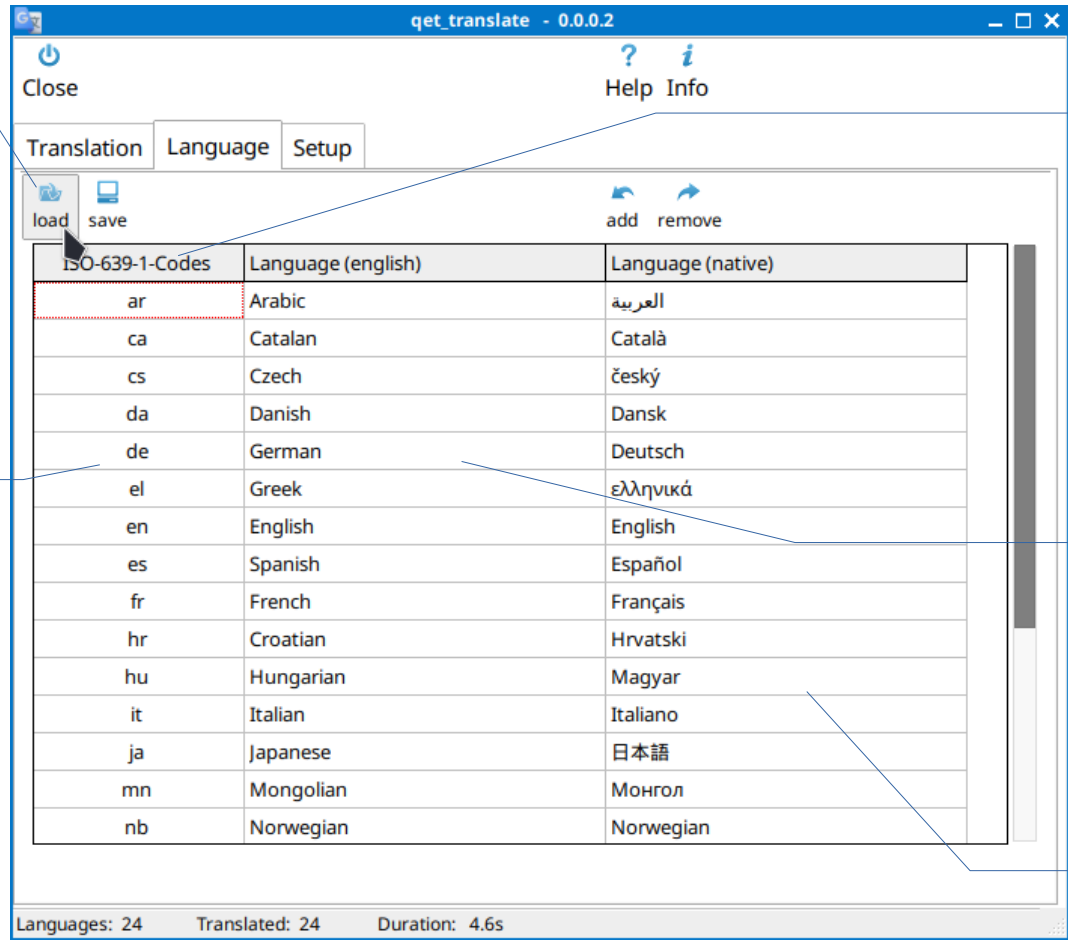 qet_translate - 0.0.0.2
Close Help Info
Translation Language Setup
load save add remove
ISO-639-1-Codes Language (english) Language (native)
ar Arabic العربية
ca Catalan Català
cs Czech český
da Danish Dansk
de German Deutsch
el Greek ελληνικά
en English English
es Spanish Español
fr French Français
hr Croatian Hrvatski
hu Hungarian Magyar
it Italian Italiano
ja Japanese 日本語
mn Mongolian Монгол
nb Norwegian Norwegian
Languages: 24 Translated: 24 Duration: 4.6s